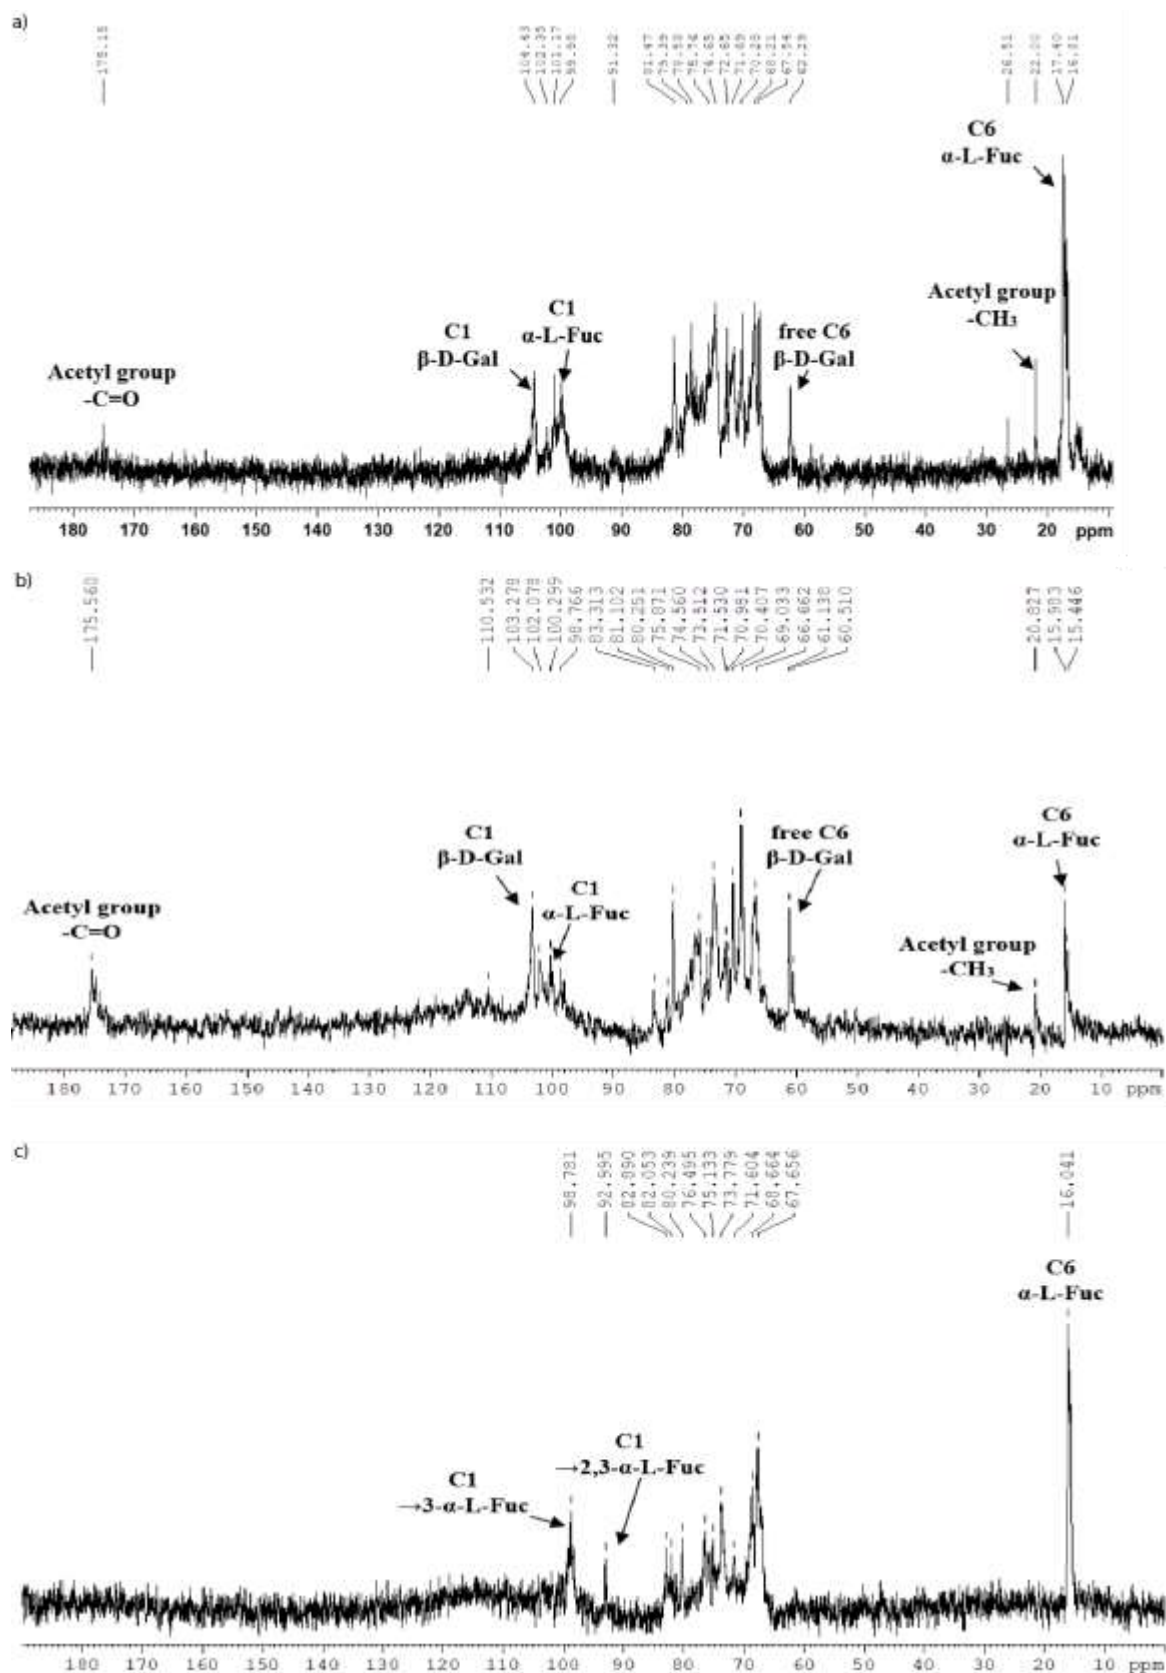 a)
175.15
104.63
102.35
101.17
99.98
91.32
81.47
79.39
78.58
75.76
74.65
72.65
71.69
70.28
68.21
67.54
62.29
26.51
22.00
17.40
16.81
C6
α-L-Fuc
Acetyl group
-CH₃
C1
α-L-Fuc
C1
β-D-Gal
free C6
β-D-Gal
Acetyl group
-C=O
180 170 160 150 140 130 120 110 100 90 80 70 60 50 40 30 20 ppm
b)
175.560
110.532
103.278
102.078
100.299
98.766
83.313
81.102
80.251
75.871
74.560
73.512
71.530
70.981
70.407
69.033
66.662
61.138
60.510
20.827
15.983
15.446
C1
β-D-Gal
C1
α-L-Fuc
free C6
β-D-Gal
C6
α-L-Fuc
Acetyl group
-C=O
Acetyl group
-CH₃
180 170 160 150 140 130 120 110 100 90 80 70 60 50 40 30 20 10 ppm
c)
98.781
92.995
82.890
82.053
80.239
76.495
75.133
73.779
71.604
68.664
67.656
16.041
C6
α-L-Fuc
C1
→2,3-α-L-Fuc
C1
→3-α-L-Fuc
180 170 160 150 140 130 120 110 100 90 80 70 60 50 40 30 20 10 ppm